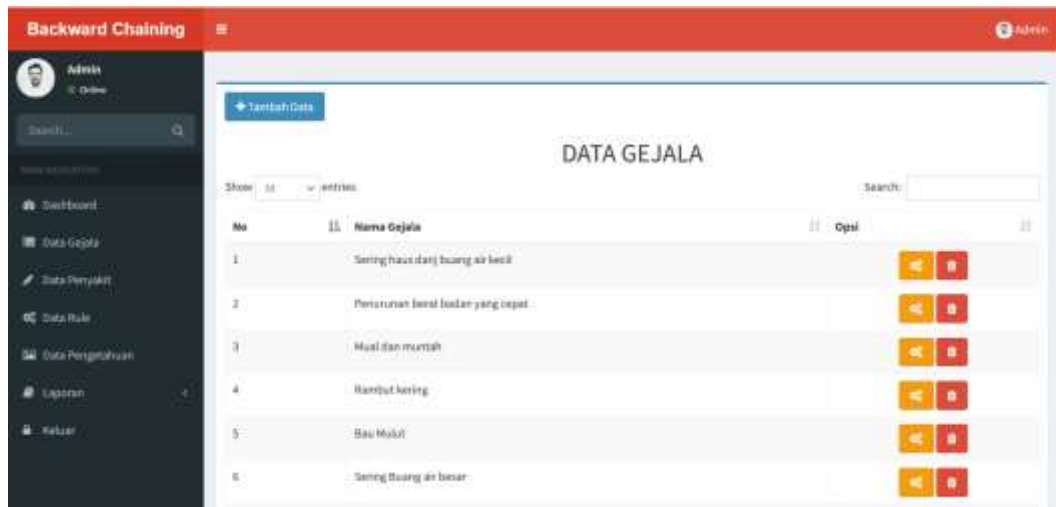 Backward Chaining
Admin
Admin
Online
Search...
Tambah Data
DATA GEJALA
Show 10 entries
Search:
Dashboard
No Nama Gejala Opsi
Data Gejala
1 Sering haus danj buang air kecil
Data Penyakit
2 Penurunan berat badan yang cepat
Data Rule
3 Mual dan muntah
Data Pengetahuan
4 Rambut kering
Laporan
5 Bau Mulut
Keluar
6 Sering Buang air besar